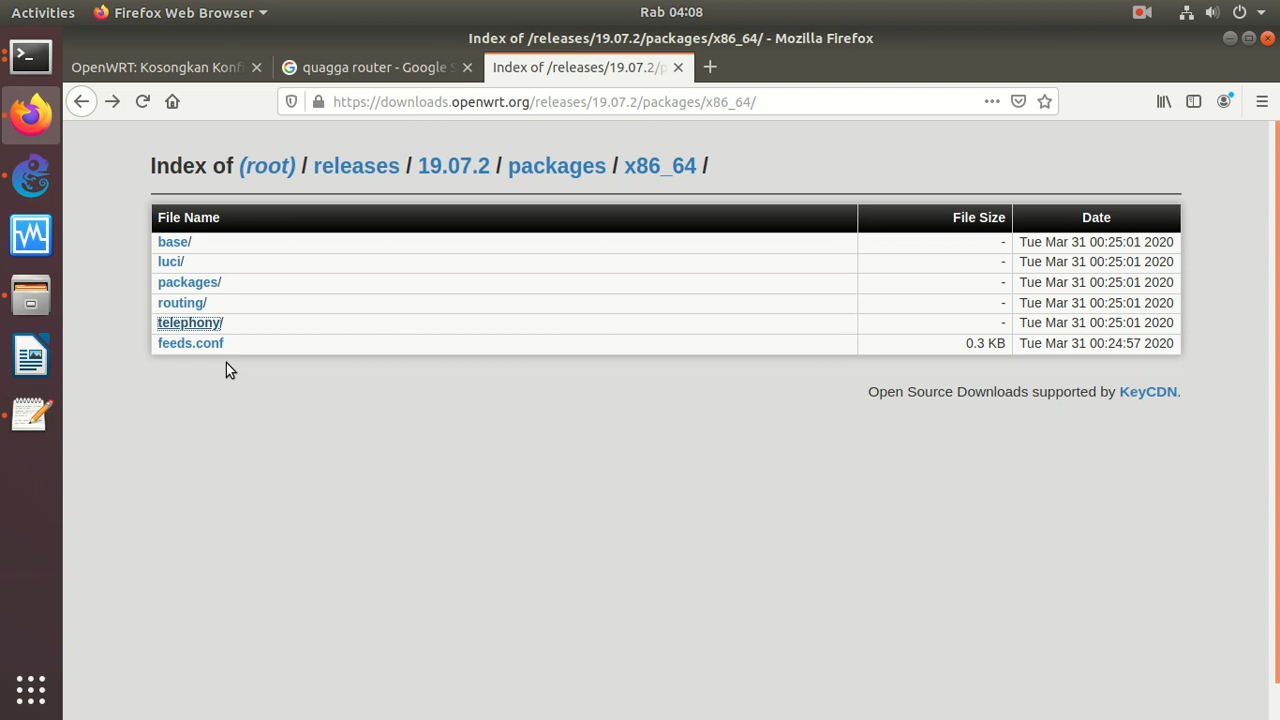 Activities Firefox Web Browser Rab 04:08
Index of /releases/19.07.2/packages/x86_64/ - Mozilla Firefox
OpenWRT: Kosongkan Konfi quagga router - Google S Index of /releases/19.07.2/p
https://downloads.openwrt.org/releases/19.07.2/packages/x86_64/
Index of (root) / releases / 19.07.2 / packages / x86_64 /
File Name File Size Date
base/ - Tue Mar 31 00:25:01 2020
luci/ - Tue Mar 31 00:25:01 2020
packages/ - Tue Mar 31 00:25:01 2020
routing/ - Tue Mar 31 00:25:01 2020
telephony/ - Tue Mar 31 00:25:01 2020
feeds.conf 0.3 KB Tue Mar 31 00:24:57 2020
Open Source Downloads supported by KeyCDN.